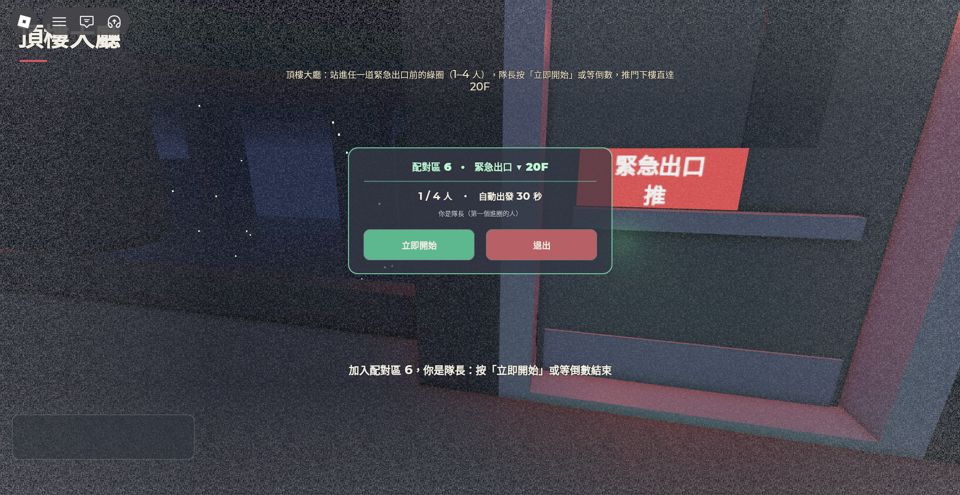 頂樓大廳
頂樓大廳：站進任一道緊急出口前的綠圈（1–4 人），隊長按「立即開始」或等倒數，推門下樓直達
20F
配對區 6 • 緊急出口 ▼ 20F
1 / 4 人 • 自動出發 30 秒
你是隊長（第一個進圈的人）
立即開始
退出
緊急出口
推
加入配對區 6，你是隊長：按「立即開始」或等倒數結束